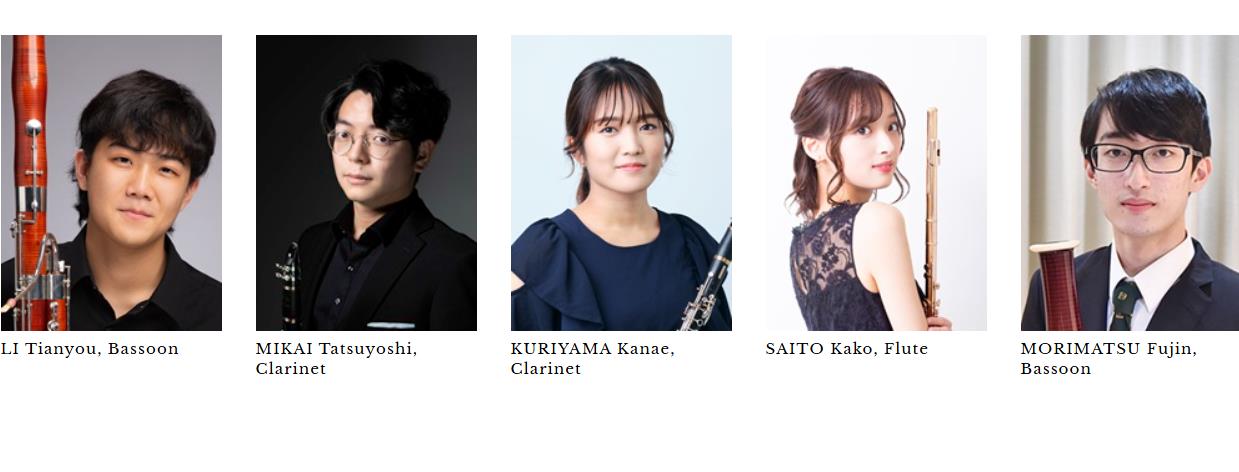 LI Tianyou, Bassoon
MIKAI Tatsuyoshi,
Clarinet
KURIYAMA Kanae,
Clarinet
SAITO Kako, Flute
MORIMATSU Fujin,
Bassoon